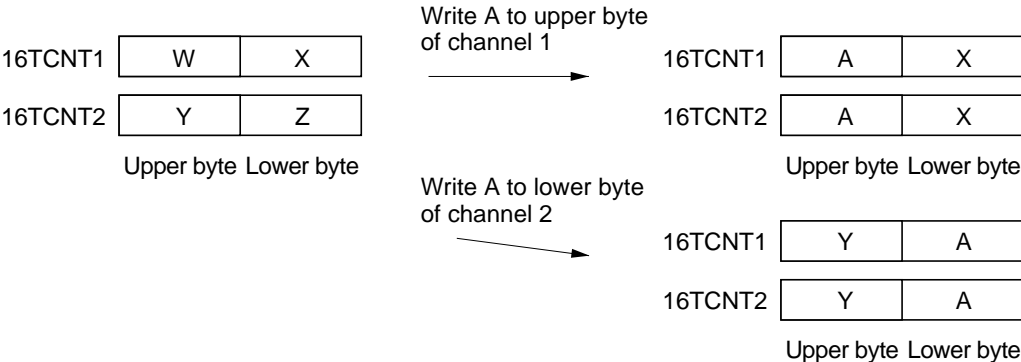 Write A to upper byte
of channel 1
16TCNT1 W X
16TCNT2 Y Z
Upper byte Lower byte
16TCNT1 A X
16TCNT2 A X
Upper byte Lower byte
Write A to lower byte
of channel 2
16TCNT1 Y A
16TCNT2 Y A
Upper byte Lower byte